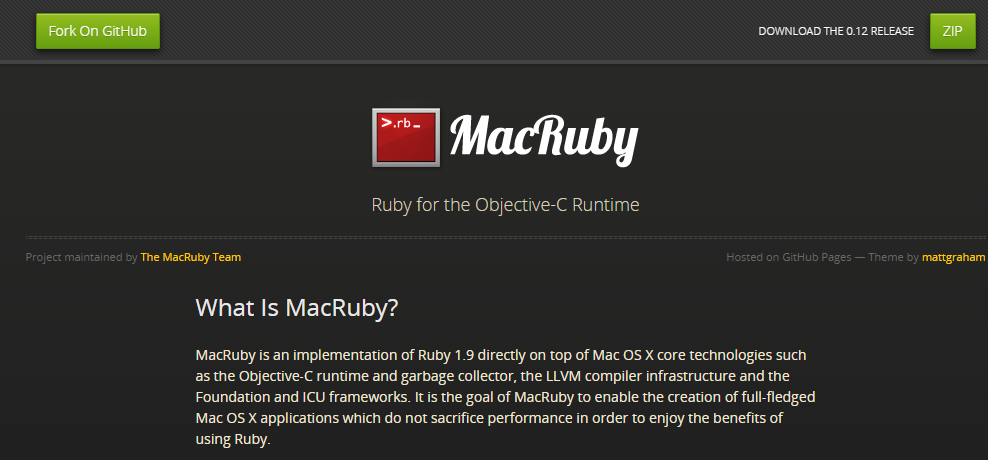 Fork On GitHub
DOWNLOAD THE 0.12 RELEASE
ZIP
>.rb_
MacRuby
Ruby for the Objective-C Runtime
Project maintained by The MacRuby Team
Hosted on GitHub Pages — Theme by mattgraham
What Is MacRuby?
MacRuby is an implementation of Ruby 1.9 directly on top of Mac OS X core technologies such
as the Objective-C runtime and garbage collector, the LLVM compiler infrastructure and the
Foundation and ICU frameworks. It is the goal of MacRuby to enable the creation of full-fledged
Mac OS X applications which do not sacrifice performance in order to enjoy the benefits of
using Ruby.